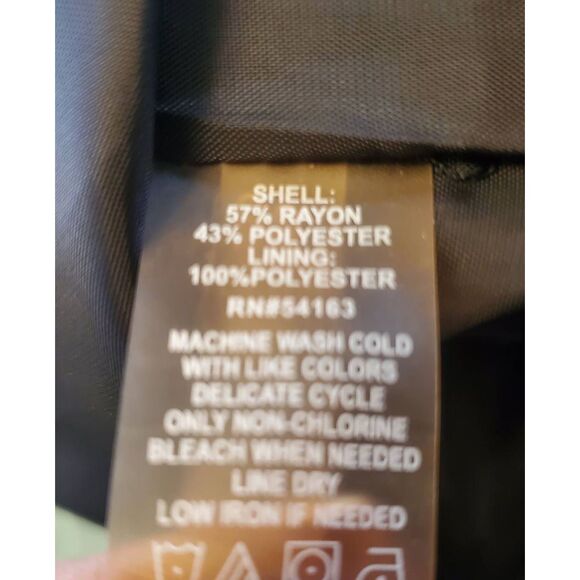 SHELL:
57% RAYON
43% POLYESTER
LINING:
100%POLYESTER
RN#54163
MACHINE WASH COLD
WITH LIKE COLORS
DELICATE CYCLE
ONLY NON-CHLORINE
BLEACH WHEN NEEDED
LINE DRY
LOW IRON IF NEEDED